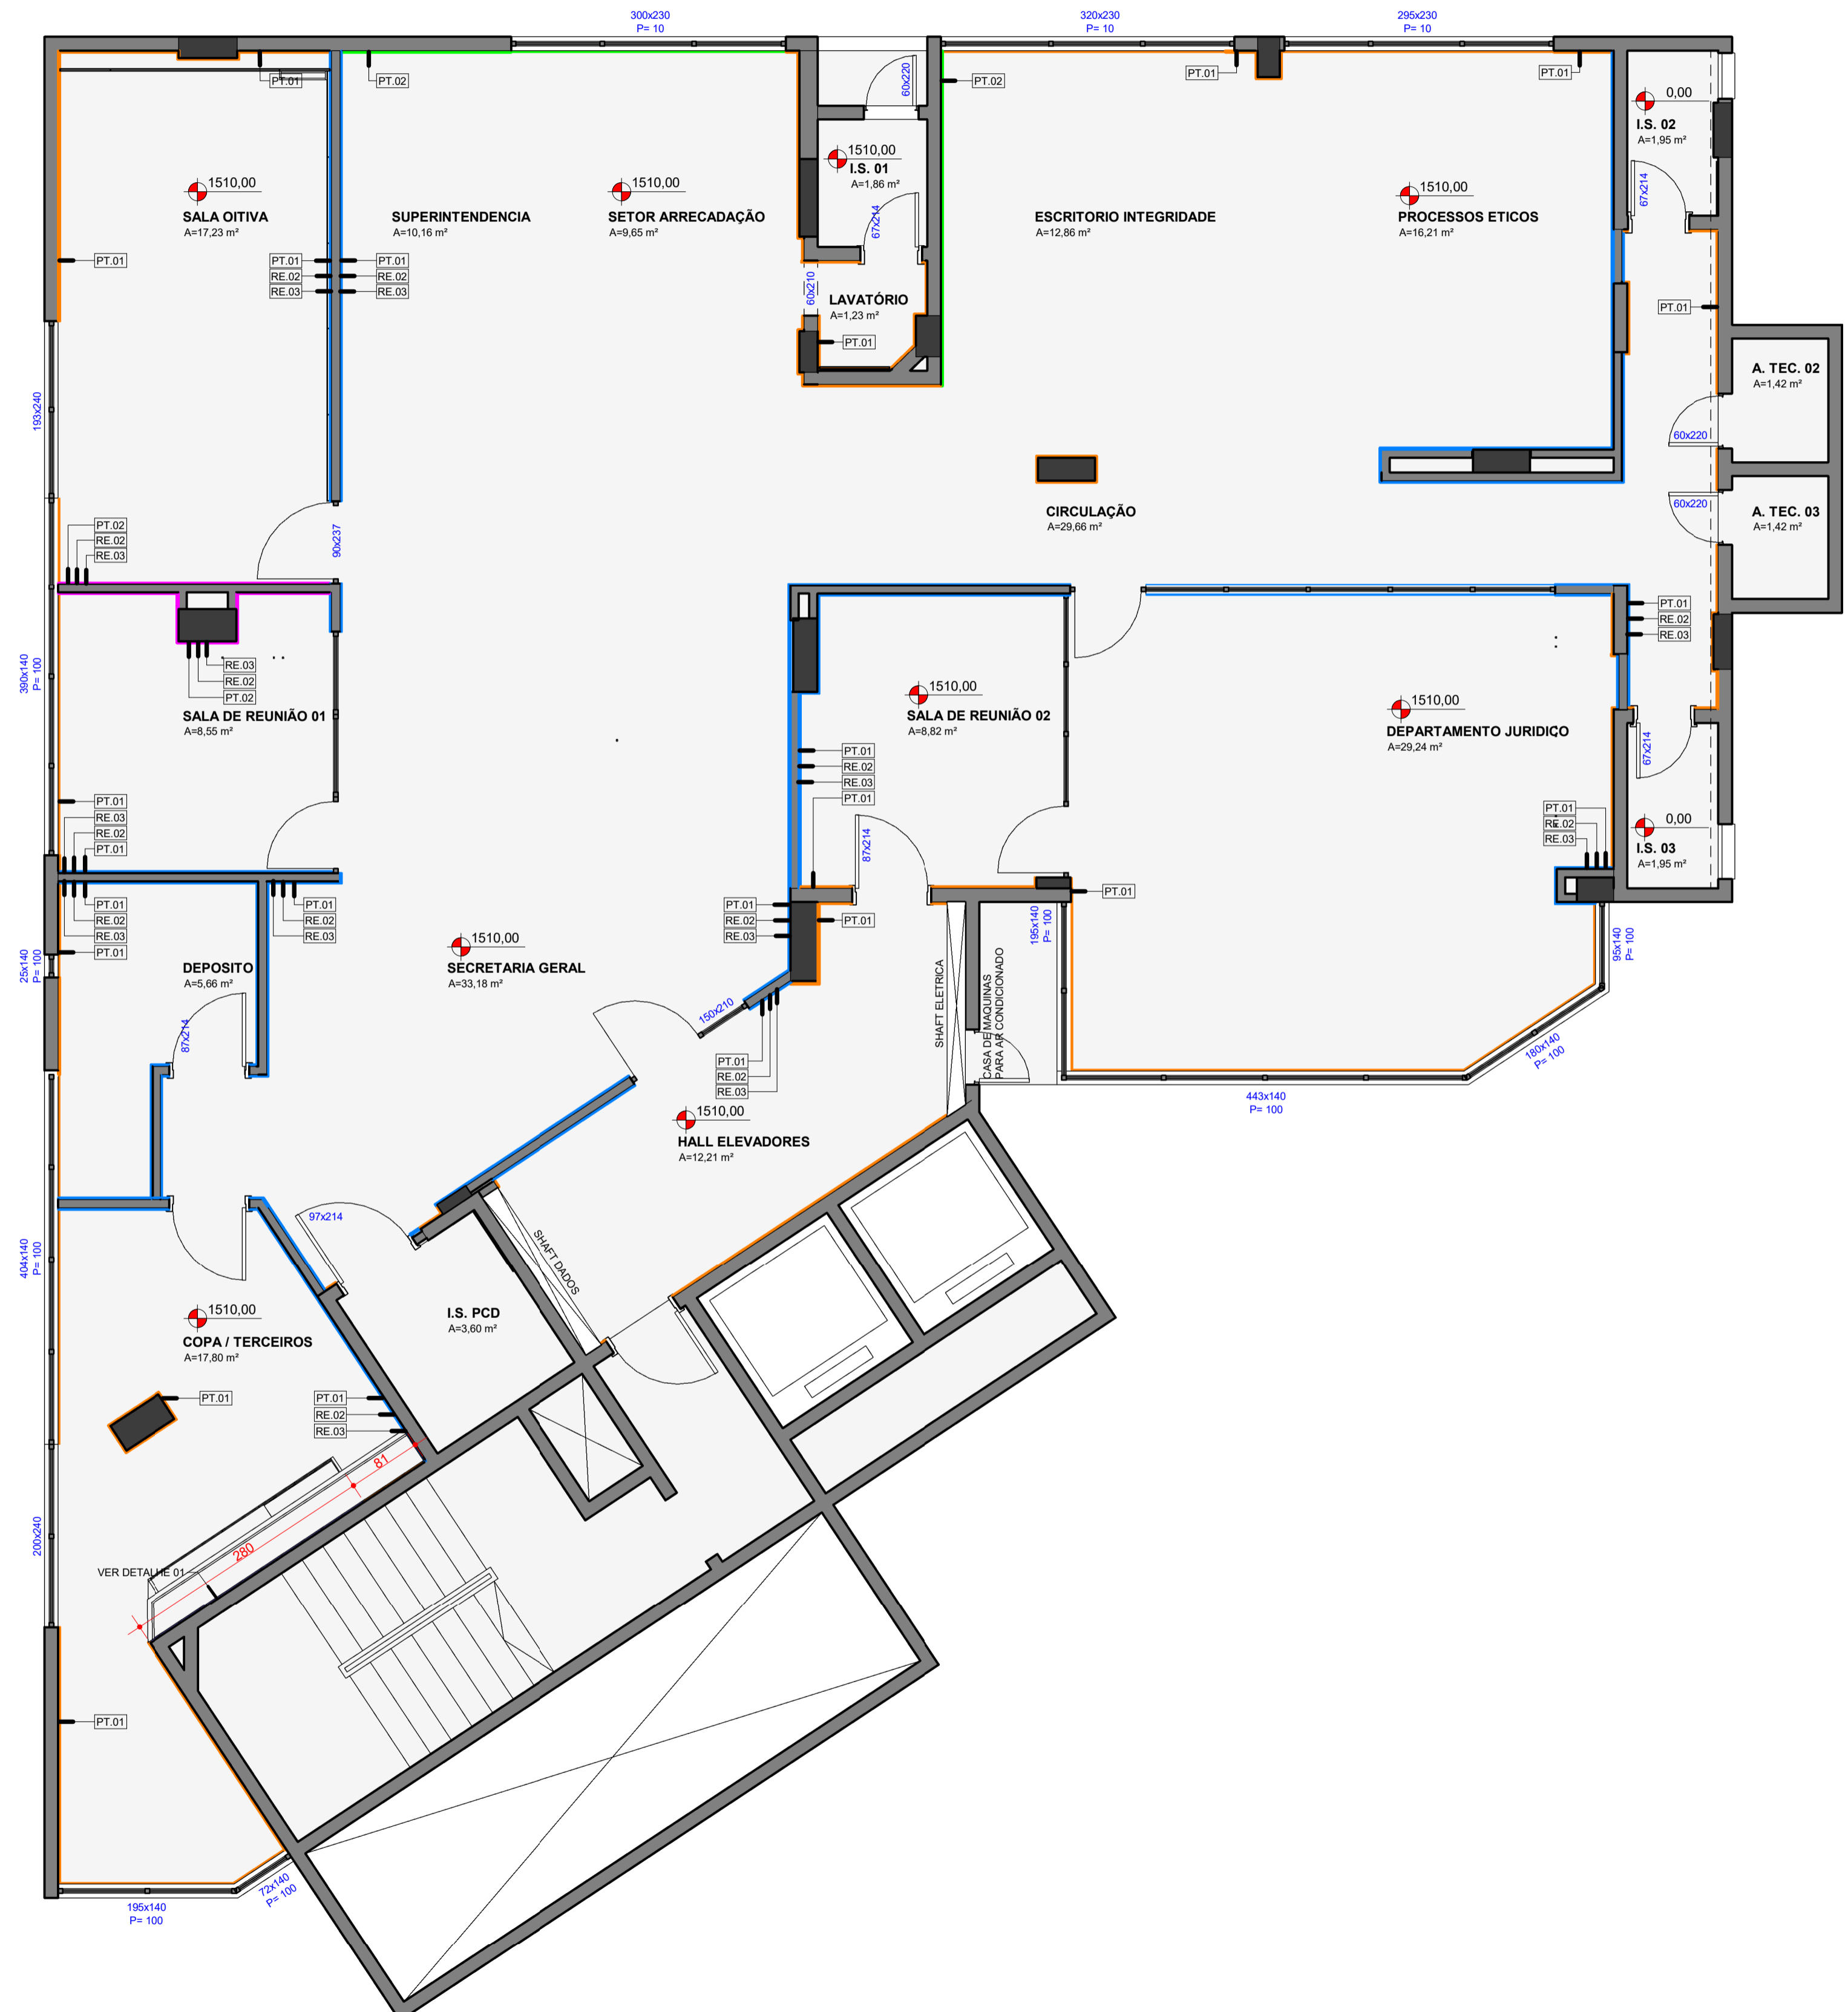 300x230
P= 10
320x230
P= 10
295x230
P= 10
PT.01
PT.02
60x220
PT.02
PT.01
PT.01
0,00
I.S. 02
A=1,95 m²
1510,00
SALA OITIVA
A=17,23 m²
SUPERINTENDENCIA
A=10,16 m²
1510,00
SETOR ARRECADAÇÃO
A=9,65 m²
1510,00
I.S. 01
A=1,86 m²
67x214
ESCRITORIO INTEGRIDADE
A=12,86 m²
1510,00
PROCESSOS ETICOS
A=16,21 m²
67x214
PT.01
PT.01
RE.02
RE.03
PT.01
RE.02
RE.03
60x210
LAVATÓRIO
A=1,23 m²
PT.01
PT.01
A. TEC. 02
A=1,42 m²
60x220
193x240
60x220
A. TEC. 03
A=1,42 m²
CIRCULAÇÃO
A=29,66 m²
PT.02
RE.02
RE.03
90x237
PT.01
RE.02
RE.03
390x140
P= 100
RE.03
RE.02
PT.02
SALA DE REUNIÃO 01
A=8,55 m²
1510,00
SALA DE REUNIÃO 02
A=8,82 m²
1510,00
DEPARTAMENTO JURIDICO
A=29,24 m²
67x214
PT.01
RE.02
RE.03
PT.01
PT.01
RE.03
RE.02
PT.01
87x214
PT.01
RE.02
RE.03
0,00
I.S. 03
A=1,95 m²
PT.01
RE.02
RE.03
PT.01
PT.01
RE.02
RE.03
PT.01
RE.02
RE.03
PT.01
PT.01
195x140
P= 100
95x140
P= 100
25x140
P= 100
DEPOSITO
A=5,66 m²
1510,00
SECRETARIA GERAL
A=33,18 m²
SHAFT ELETRICA
CASA DE MAQUINAS
PARA AR CONDICIONADO
150x210
87x214
PT.01
RE.02
RE.03
180x140
P= 100
443x140
P= 100
1510,00
HALL ELEVADORES
A=12,21 m²
97x214
404x140
P= 100
SHAFT DADOS
1510,00
COPA / TERCEIROS
A=17,80 m²
I.S. PCD
A=3,60 m²
PT.01
PT.01
RE.02
RE.03
81
200x240
280
VER DETALHE 01
PT.01
72x140
P= 100
195x140
P= 100